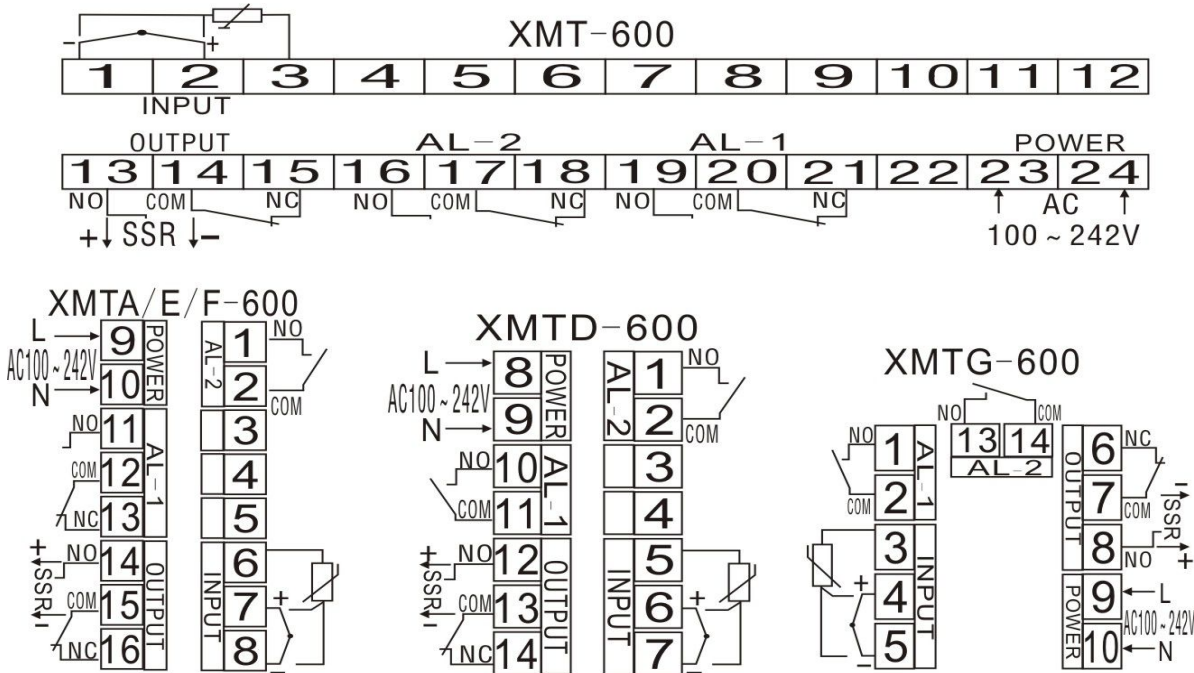 XMT-600
- +
1 2 3 4 5 6 7 8 9 10 11 12
INPUT
OUTPUT AL-2 AL-1 POWER
13 14 15 16 17 18 19 20 21 22 23 24
NO COM NC NO COM NC NO COM NC AC
+ SSR - 100~242V
XMTA/E/F-600
L 9 POWER AL-2 1 NO
AC100~242V
N 10 2 COM
NO 11 AL-1 3
COM 12 4
NC 13 5
+ NO 14 OUTPUT INPUT 6
SSR COM 15 7 +
- NC 16 8 -
XMTD-600
L 8 POWER AL-2 1 NO
AC100~242V
N 9 2 COM
NO 10 AL-1 3
COM 11 4
+ NO 12 OUTPUT INPUT 5
SSR COM 13 6 +
- NC 14 7 -
XMTG-600
NO COM
13 14
AL-2
NO 1 AL-1
COM 2
3 INPUT
+ 4
- 5
OUTPUT 6 NC
7 COM - SSR
8 NO +
POWER 9 L
AC100~242V
10 N